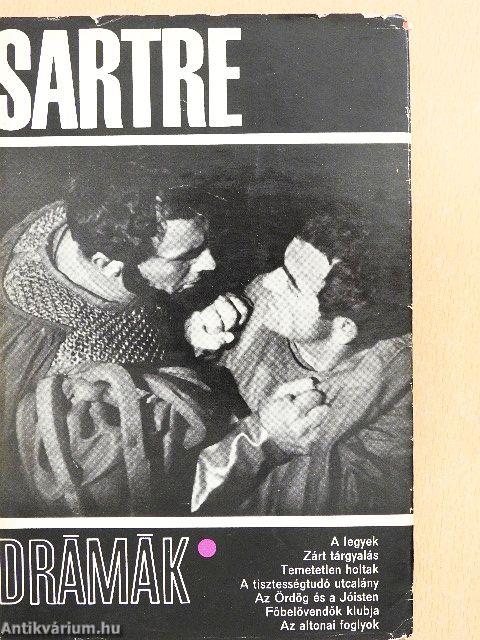 SARTRE
DRÁMÁK
A legyek
Zárt tárgyalás
Temetetlen holtak
A tisztességtudó utcalány
Az Ördög és a Jóisten
Főbelövendők klubja
Az altonai foglyok
Antikvárium.hu